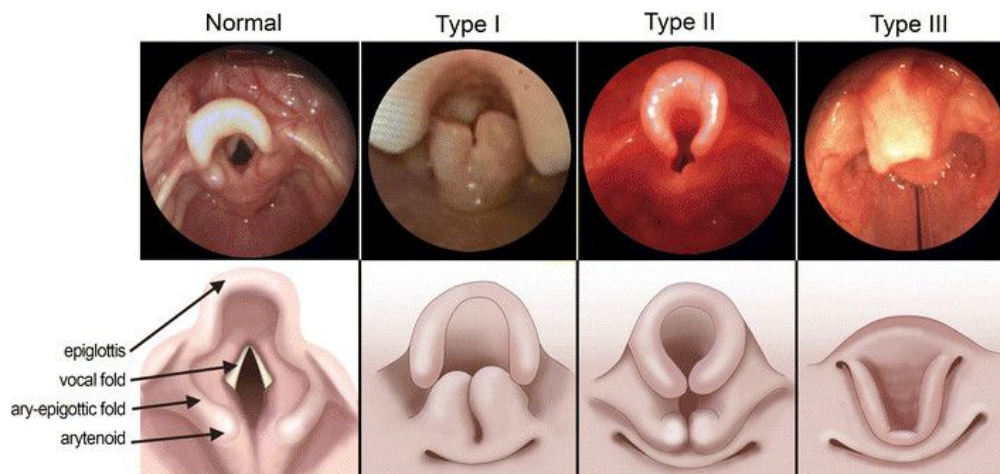 Normal
Type I
Type II
Type III
epiglottis
vocal fold
ary-epigottic fold
arytenoid